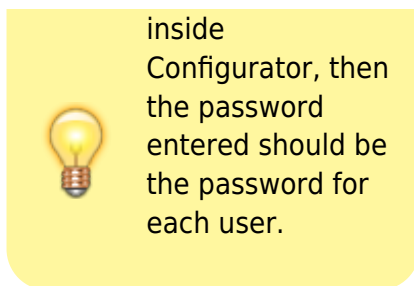 inside
Configurator, then
the password
entered should be
the password for
each user.